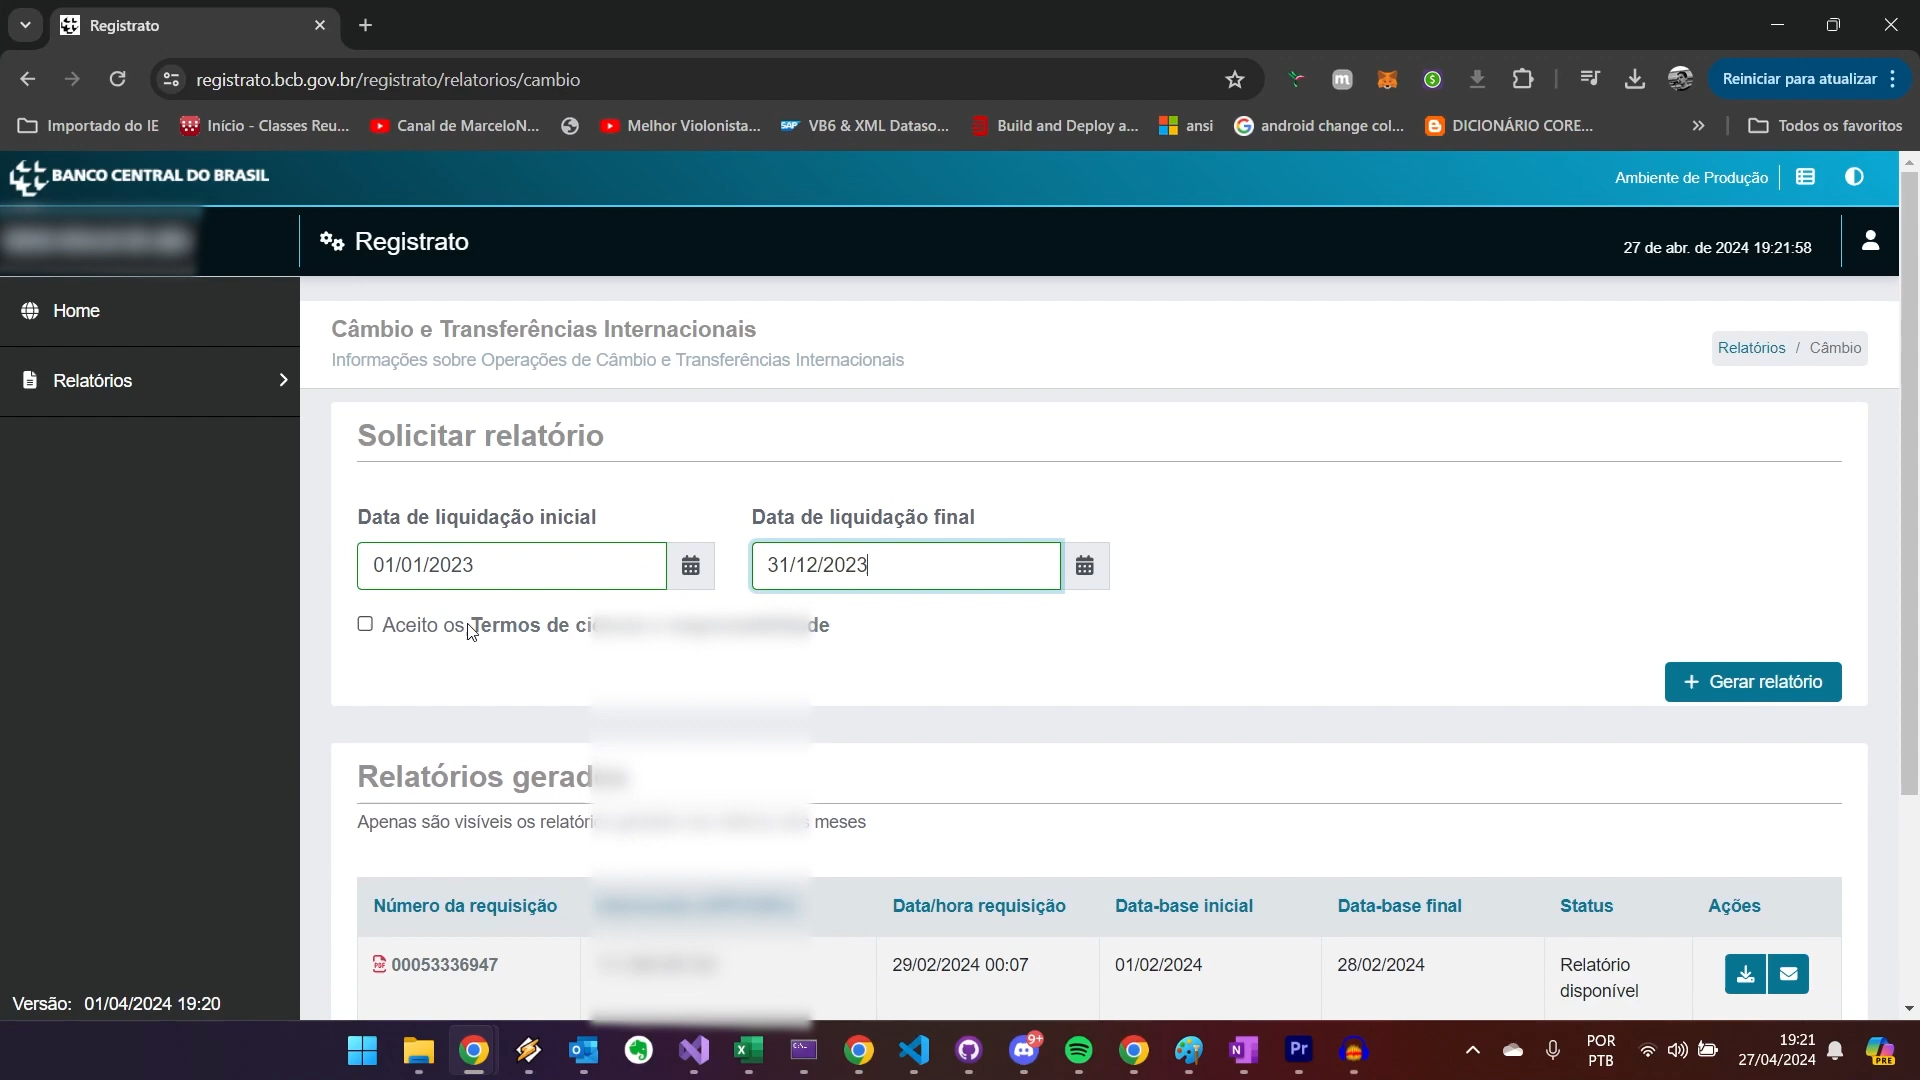 Registrato
registrato.bcb.gov.br/registrato/relatorios/cambio
Reiniciar para atualizar
Importado do IE
Início - Classes Reu...
Canal de MarceloN...
Melhor Violonista...
VB6 & XML Dataso...
Build and Deploy a...
ansi
android change col...
DICIONÁRIO CORE...
Todos os favoritos
BANCO CENTRAL DO BRASIL
Ambiente de Produção
Registrato
27 de abr. de 2024 19:21:58
Home
Relatórios
Câmbio e Transferências Internacionais
Informações sobre Operações de Câmbio e Transferências Internacionais
Relatórios / Câmbio
Solicitar relatório
Data de liquidação inicial
Data de liquidação final
01/01/2023
31/12/2023
Aceito os Termos de
+ Gerar relatório
Relatórios
Apenas são visíveis os meses
Número da requisição
Data/hora requisição
Data-base inicial
Data-base final
Status
Ações
00053336947
29/02/2024 00:07
01/02/2024
28/02/2024
Relatório
disponível
Versão: 01/04/2024 19:20
9+
POR
PTB
19:21
27/04/2024
PRE